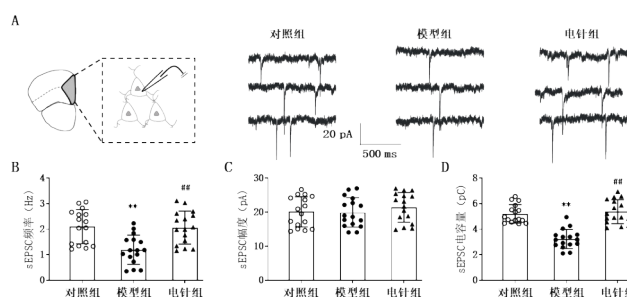 A
对照组
模型组
电针组
20 pA
500 ms
B
sEPSC频率(Hz)
4
3
2
1
0
**
##
对照组
模型组
电针组
C
sEPSC幅度(pA)
30
20
10
0
对照组
模型组
电针组
D
sEPSC电容量(pC)
8
6
4
2
0
**
##
对照组
模型组
电针组